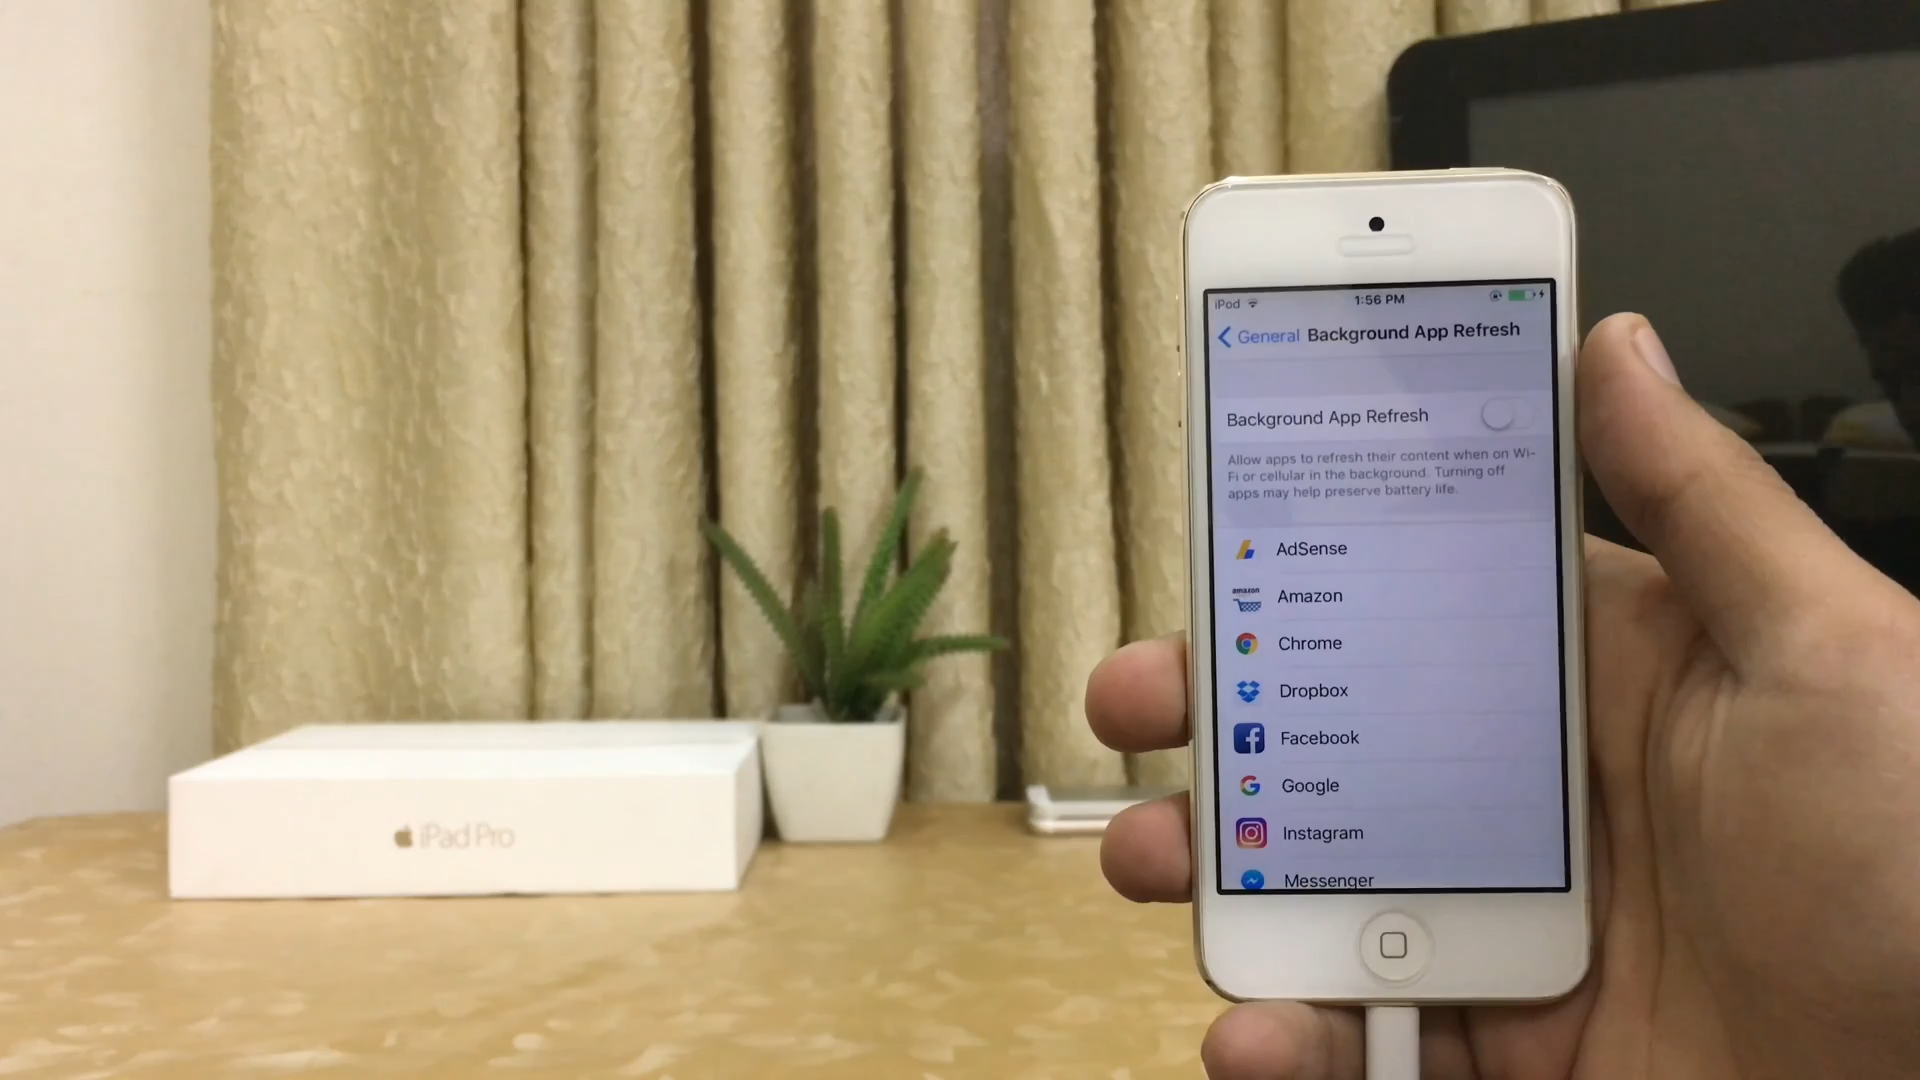 iPod 1:56 PM
General Background App Refresh
Background App Refresh
Allow apps to refresh their content when on Wi-
Fi or cellular in the background. Turning off
apps may help preserve battery life.
AdSense
amazon Amazon
Chrome
Dropbox
Facebook
Google
Instagram
Messenger
iPad Pro